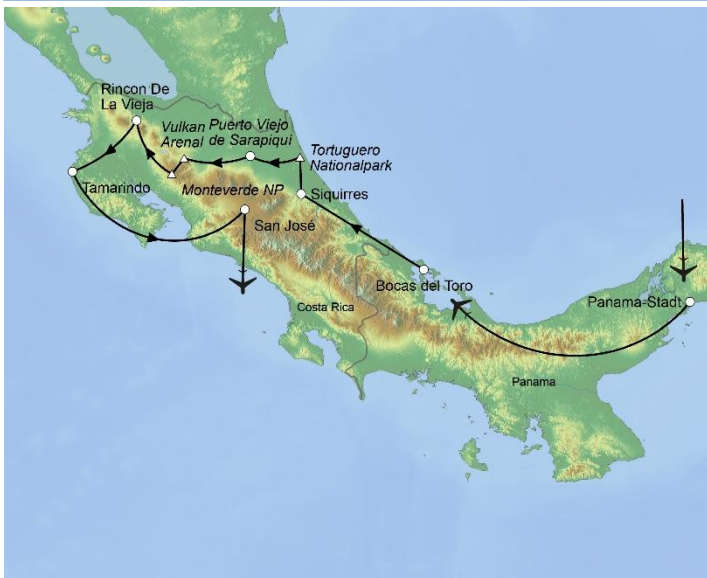 Rincon De
La Vieja
Vulkan
Arenal
Puerto Viejo
de Sarapiqui
Tortuguero
Nationalpark
Tamarindo
Monteverde NP
Siquirres
San José
Bocas del Toro
Panama-Stadt
Costa Rica
Panama